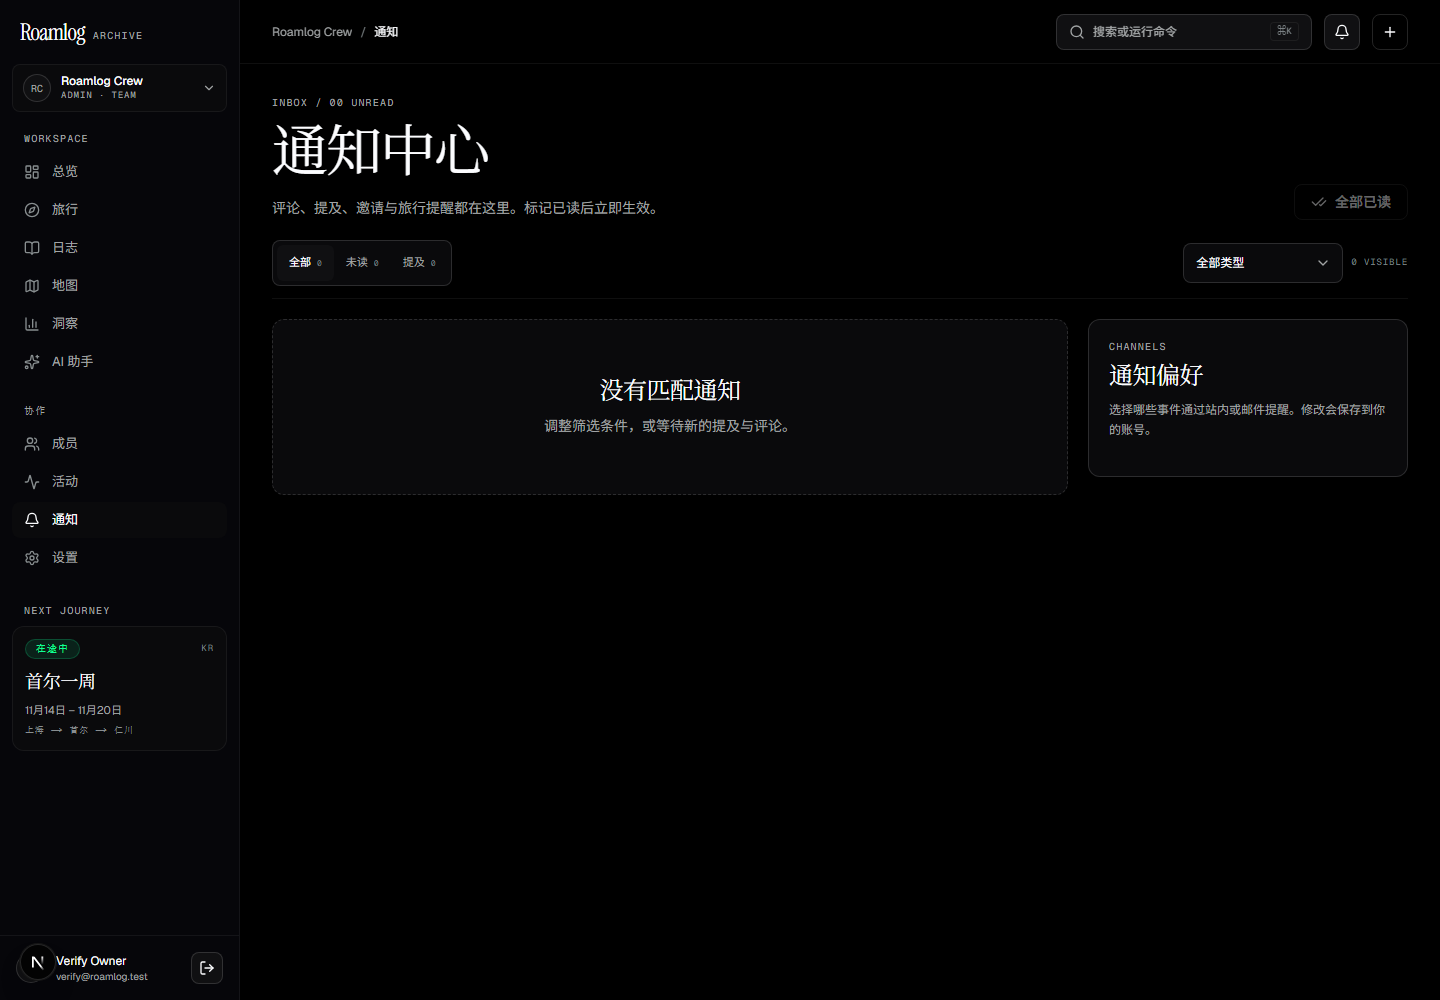 Roamlog ARCHIVE
RC
Roamlog Crew
ADMIN · TEAM
WORKSPACE
总览
旅行
日志
地图
洞察
AI 助手
协作
成员
活动
通知
设置
NEXT JOURNEY
在途中
KR
首尔一周
11月14日 – 11月20日
上海 → 首尔 → 仁川
N
Verify Owner
verify@roamlog.test
Roamlog Crew / 通知
搜索或运行命令
⌘K
INBOX / 00 UNREAD
通知中心
评论、提及、邀请与旅行提醒都在这里。标记已读后立即生效。
全部已读
全部 0
未读 0
提及 0
全部类型
0 VISIBLE
没有匹配通知
调整筛选条件，或等待新的提及与评论。
CHANNELS
通知偏好
选择哪些事件通过站内或邮件提醒。修改会保存到你
的账号。